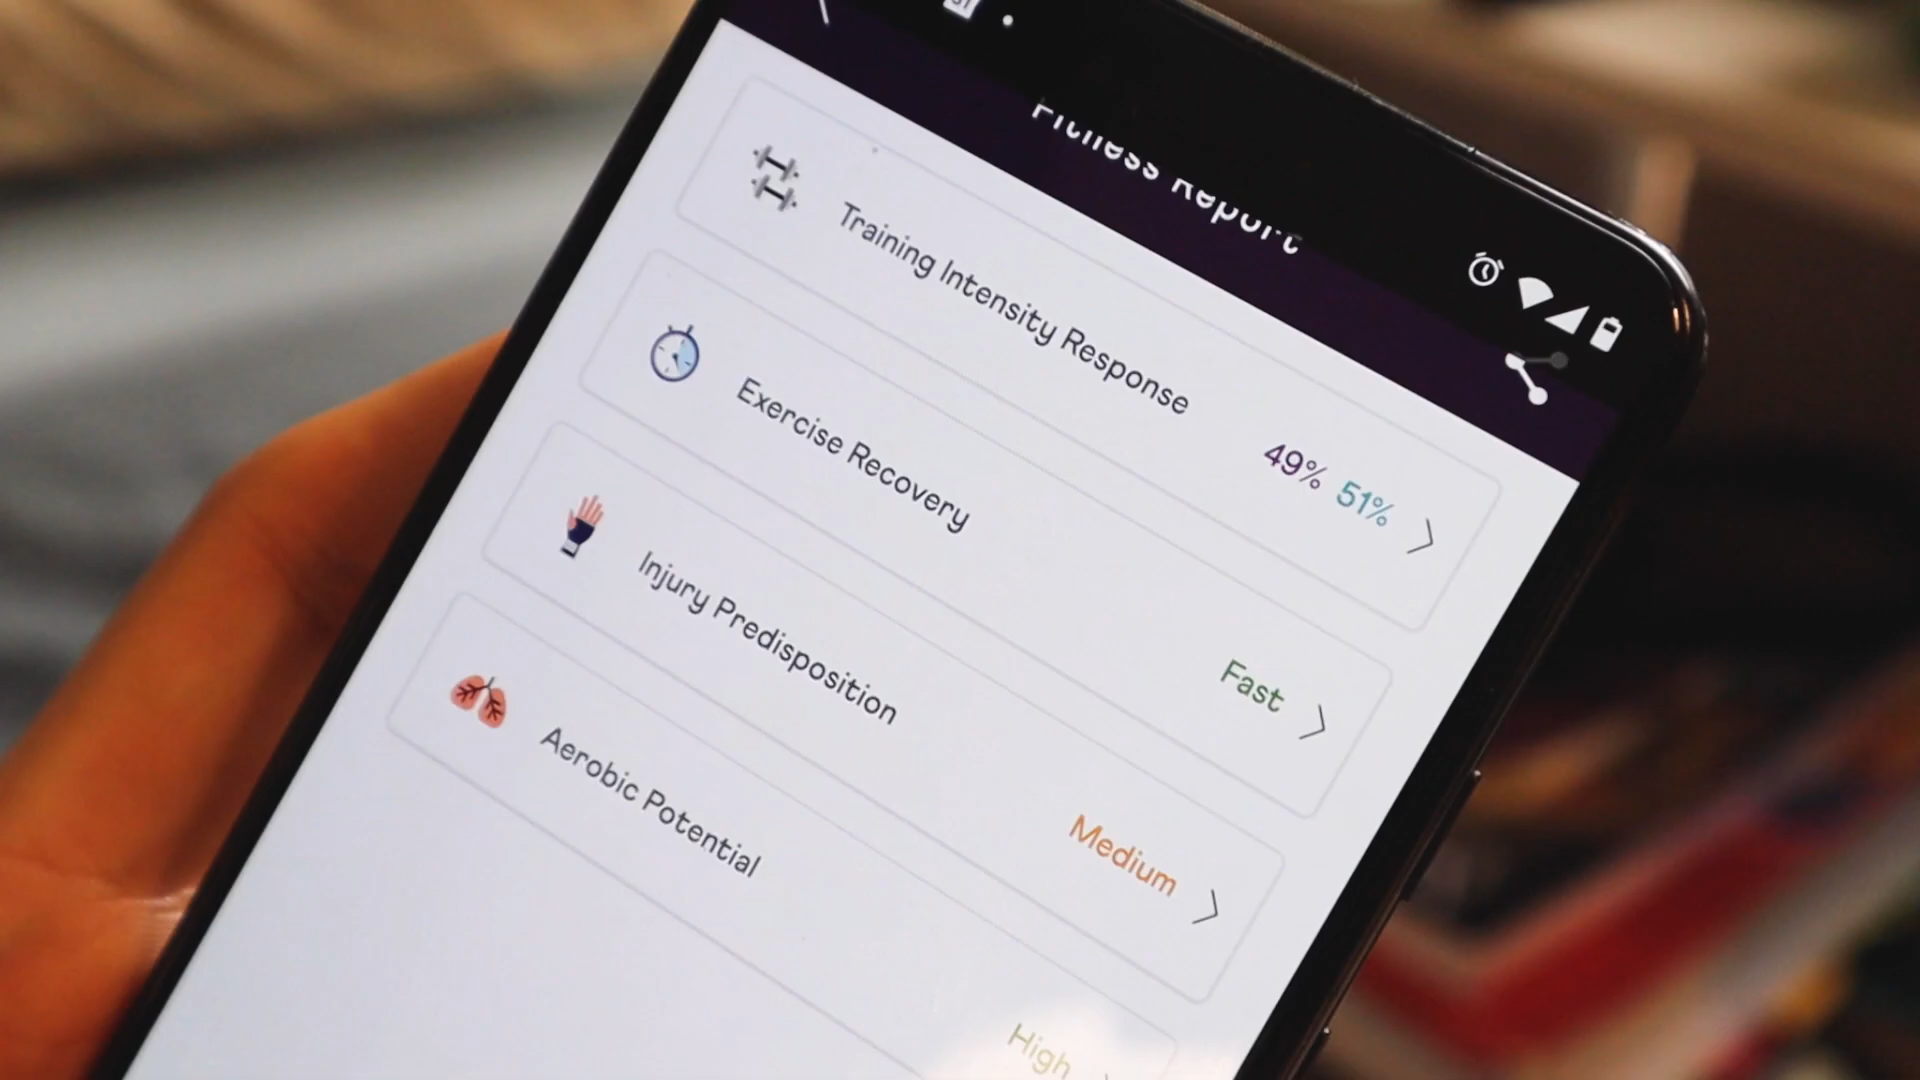 Fitness Report
Training Intensity Response
49% 51%
Exercise Recovery
Fast
Injury Predisposition
Medium
Aerobic Potential
High